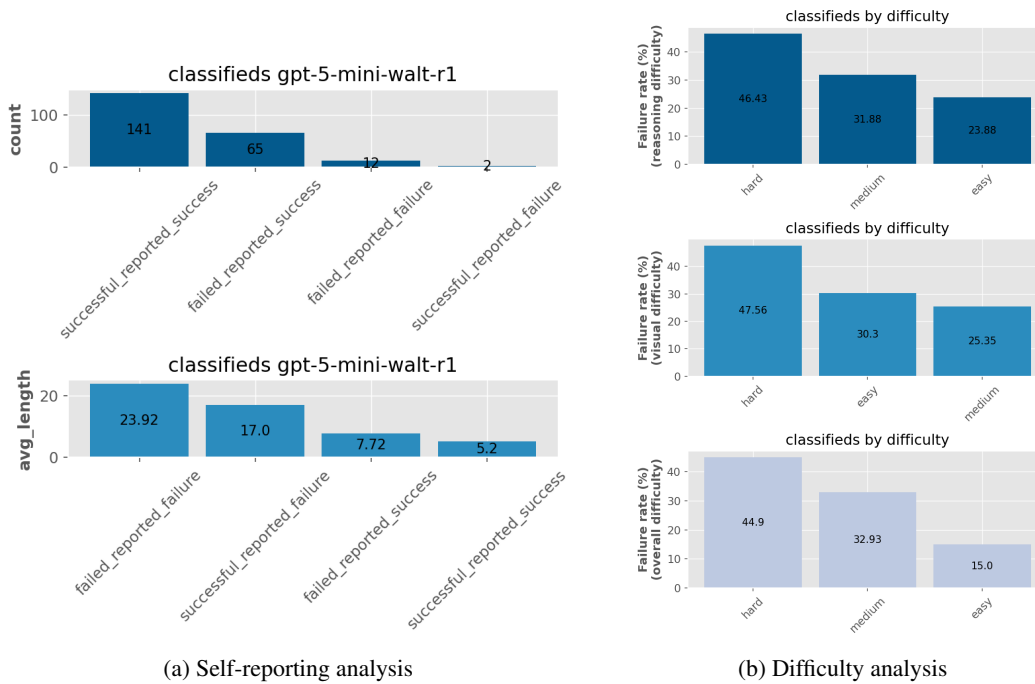 classifieds gpt-5-mini-walt-r1
count
100
0
141
65
12
2
successful_reported_success
failed_reported_success
failed_reported_failure
successful_reported_failure
classifieds gpt-5-mini-walt-r1
avg_length
20
0
23.92
17.0
7.72
5.2
failed_reported_failure
successful_reported_failure
failed_reported_success
successful_reported_success
(a) Self-reporting analysis
classifieds by difficulty
Failure rate (%)
(reasoning difficulty)
40
30
20
10
0
46.43
31.88
23.88
hard
medium
easy
classifieds by difficulty
Failure rate (%)
(visual difficulty)
40
30
20
10
0
47.56
30.3
25.35
hard
easy
medium
classifieds by difficulty
Failure rate (%)
(overall difficulty)
40
30
20
10
0
44.9
32.93
15.0
hard
medium
easy
(b) Difficulty analysis